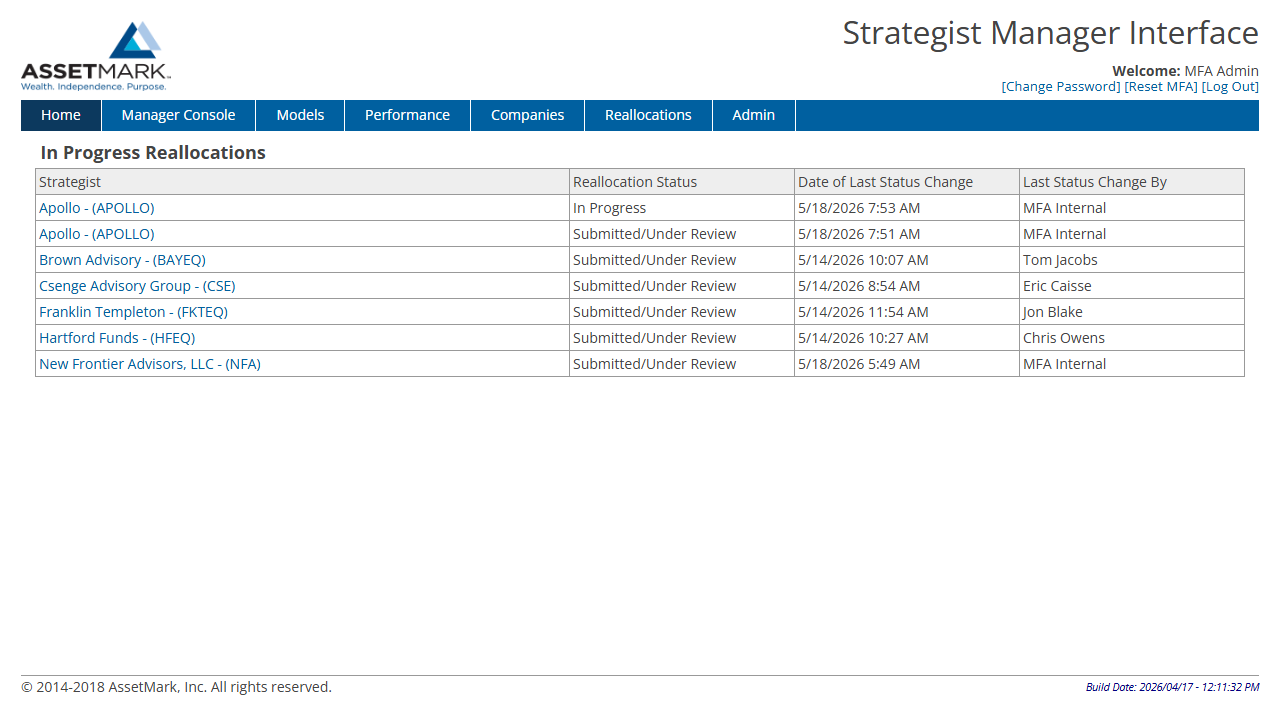 Strategist Manager Interface
ASSETMARK™
Wealth. Independence. Purpose.
Welcome: MFA Admin
[Change Password] [Reset MFA] [Log Out]
Home Manager Console Models Performance Companies Reallocations Admin
In Progress Reallocations
Strategist Reallocation Status Date of Last Status Change Last Status Change By
Apollo - (APOLLO) In Progress 5/18/2026 7:53 AM MFA Internal
Apollo - (APOLLO) Submitted/Under Review 5/18/2026 7:51 AM MFA Internal
Brown Advisory - (BAYEQ) Submitted/Under Review 5/14/2026 10:07 AM Tom Jacobs
Csenge Advisory Group - (CSE) Submitted/Under Review 5/14/2026 8:54 AM Eric Caisse
Franklin Templeton - (FKTEQ) Submitted/Under Review 5/14/2026 11:54 AM Jon Blake
Hartford Funds - (HFEQ) Submitted/Under Review 5/14/2026 10:27 AM Chris Owens
New Frontier Advisors, LLC - (NFA) Submitted/Under Review 5/18/2026 5:49 AM MFA Internal
© 2014-2018 AssetMark, Inc. All rights reserved.
Build Date: 2026/04/17 - 12:11:32 PM